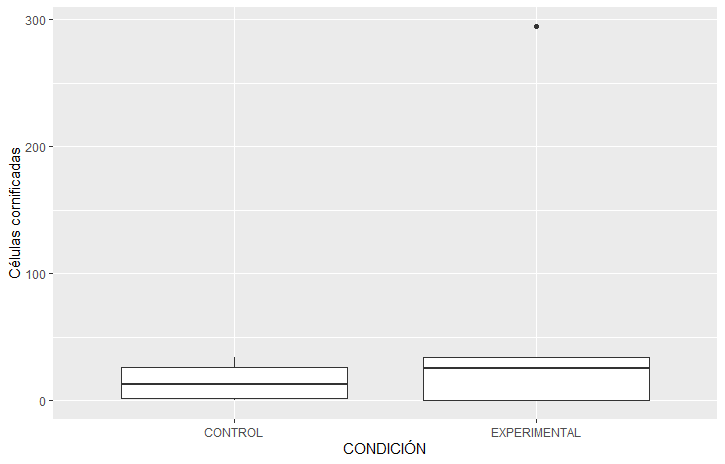 300
200
100
0
Células cornificadas
CONTROL
EXPERIMENTAL
CONDICIÓN